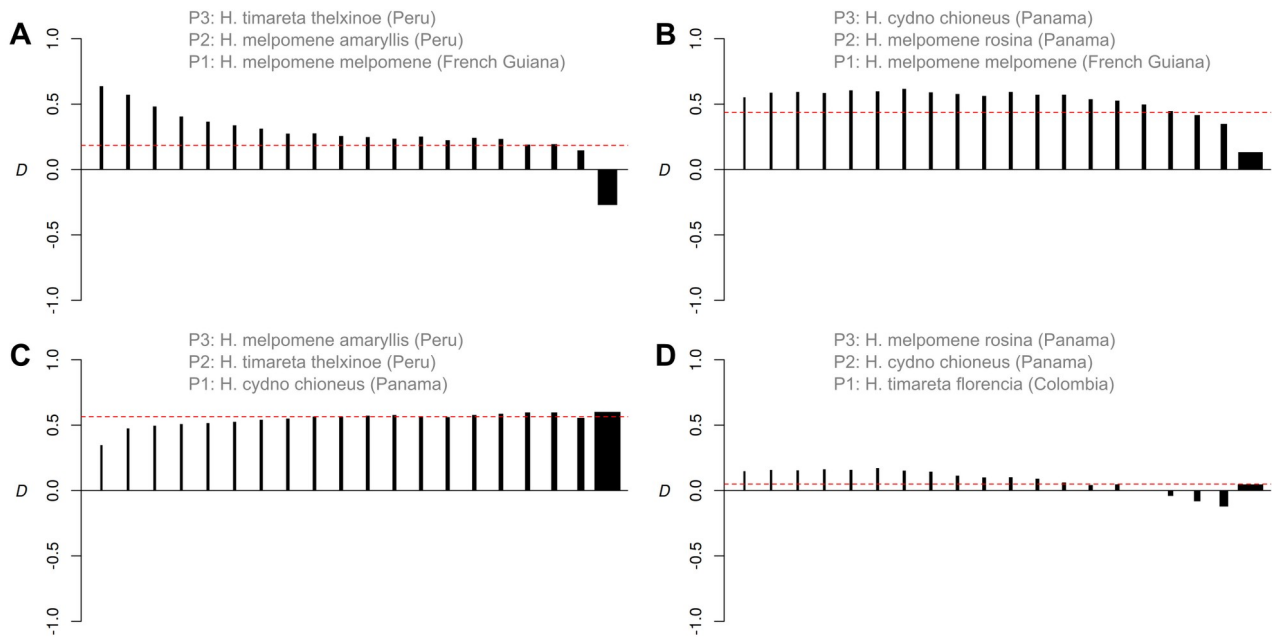 A
P3: H. timareta thelxinoe (Peru)
P2: H. melpomene amaryllis (Peru)
P1: H. melpomene melpomene (French Guiana)
1.0
0.5
0.0
-0.5
-1.0
D
B
P3: H. cydno chioneus (Panama)
P2: H. melpomene rosina (Panama)
P1: H. melpomene melpomene (French Guiana)
1.0
0.5
0.0
-0.5
-1.0
D
C
P3: H. melpomene amaryllis (Peru)
P2: H. timareta thelxinoe (Peru)
P1: H. cydno chioneus (Panama)
1.0
0.5
0.0
-0.5
-1.0
D
D
P3: H. melpomene rosina (Panama)
P2: H. cydno chioneus (Panama)
P1: H. timareta florencia (Colombia)
1.0
0.5
0.0
-0.5
-1.0
D